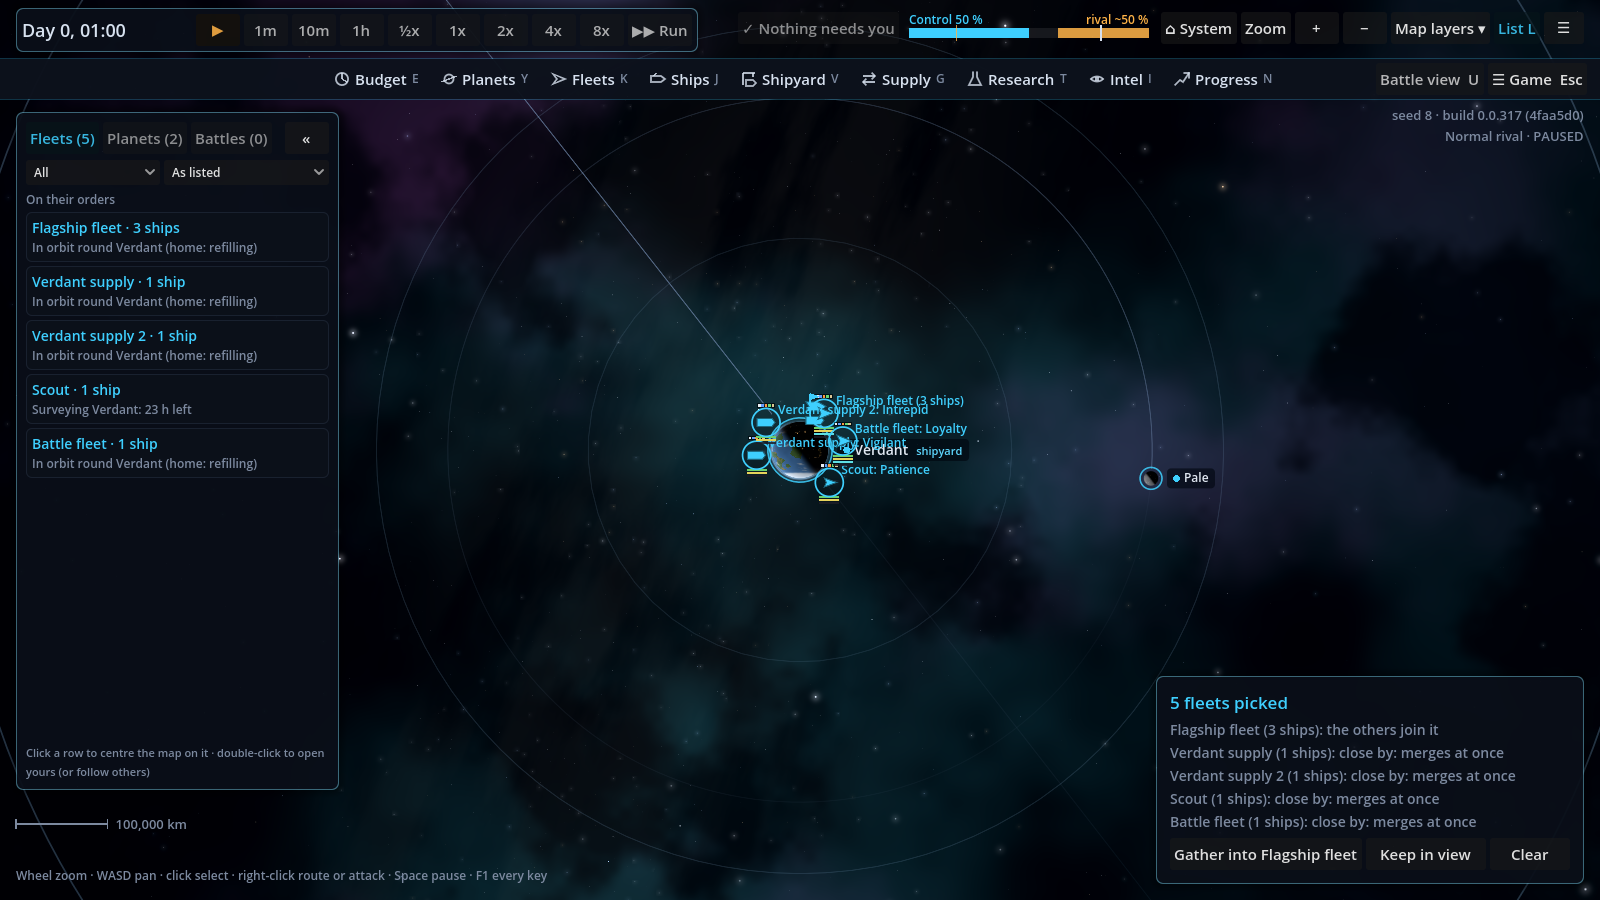 Day 0, 01:00
▶ 1m 10m 1h ½x 1x 2x 4x 8x ▶▶ Run
✓ Nothing needs you
Control 50 % rival ~50 %
⌂ System Zoom + − Map layers ▾ List L ☰
Budget E Planets Y Fleets K Ships J Shipyard V Supply G Research T Intel I Progress N
Battle view U ☰ Game Esc
seed 8 · build 0.0.317 (4faa5d0)
Normal rival · PAUSED
Fleets (5) Planets (2) Battles (0) «
All As listed
On their orders
Flagship fleet · 3 ships
In orbit round Verdant (home: refilling)
Verdant supply · 1 ship
In orbit round Verdant (home: refilling)
Verdant supply 2 · 1 ship
In orbit round Verdant (home: refilling)
Scout · 1 ship
Surveying Verdant: 23 h left
Battle fleet · 1 ship
In orbit round Verdant (home: refilling)
Click a row to centre the map on it · double-click to open
yours (or follow others)
Flagship fleet (3 ships)
Verdant supply 2: Intrepid
Battle fleet: Loyalty
erdant supply: Vigilant
Verdant shipyard
Scout: Patience
Pale
5 fleets picked
Flagship fleet (3 ships): the others join it
Verdant supply (1 ships): close by: merges at once
Verdant supply 2 (1 ships): close by: merges at once
Scout (1 ships): close by: merges at once
Battle fleet (1 ships): close by: merges at once
Gather into Flagship fleet Keep in view Clear
100,000 km
Wheel zoom · WASD pan · click select · right-click route or attack · Space pause · F1 every key